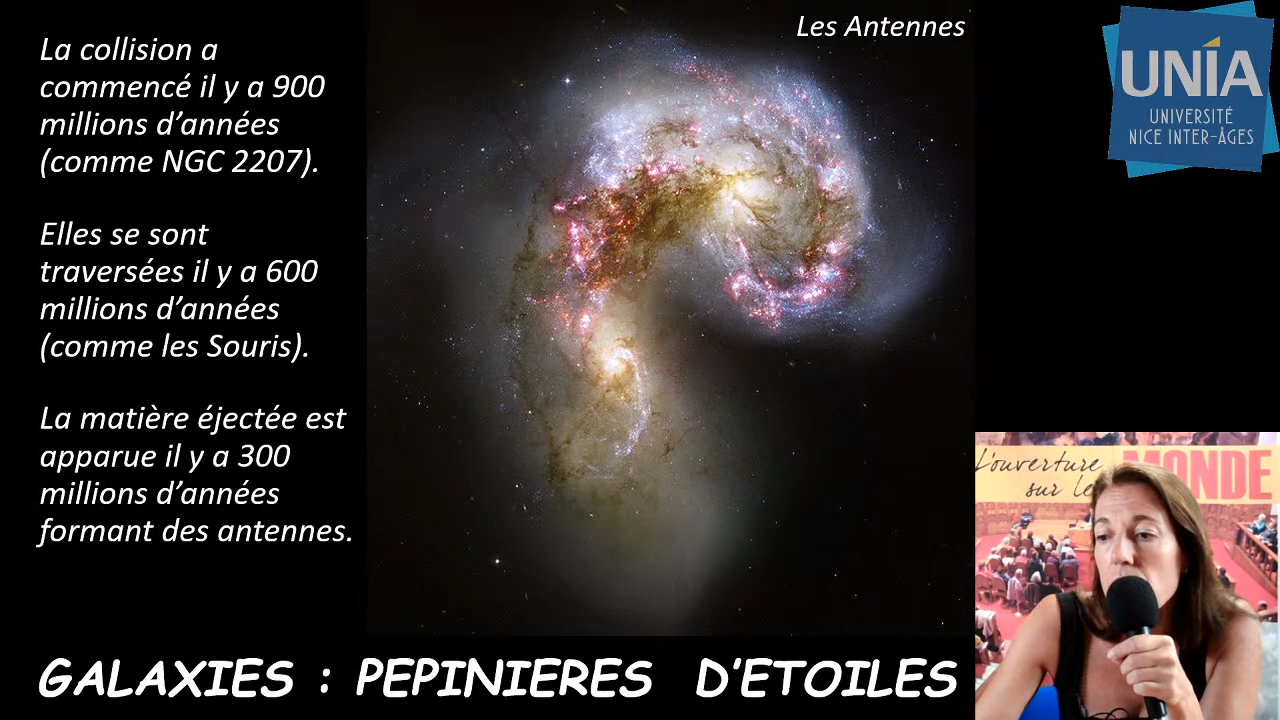 La collision a
commencé il y a 900
millions d’années
(comme NGC 2207).
Elles se sont
traversées il y a 600
millions d’années
(comme les Souris).
La matière éjectée est
apparue il y a 300
millions d’années
formant des antennes.
Les Antennes
UNIA
UNIVERSITÉ
NICE INTER-ÂGES
L'ouverture
sur le
MONDE
GALAXIES : PEPINIERES D’ETOILES